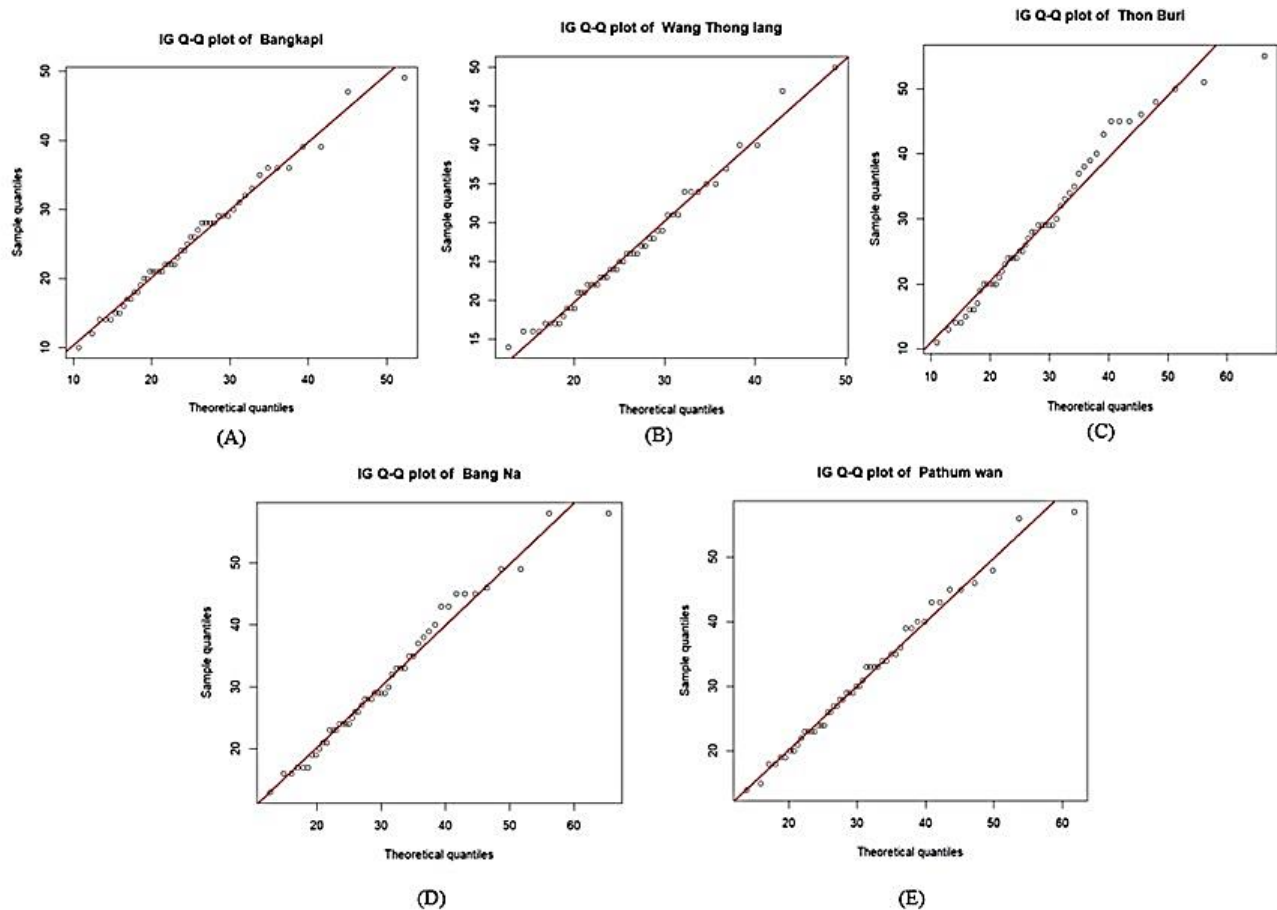 IG Q-Q plot of Bangkapi
Sample quantiles
50
40
30
20
10
10 20 30 40 50
Theoretical quantiles
(A)
IG Q-Q plot of Wang Thong lang
Sample quantiles
50
45
40
35
30
25
20
15
20 30 40 50
Theoretical quantiles
(B)
IG Q-Q plot of Thon Buri
Sample quantiles
50
40
30
20
10
10 20 30 40 50 60
Theoretical quantiles
(C)
IG Q-Q plot of Bang Na
Sample quantiles
50
40
30
20
20 30 40 50 60
Theoretical quantiles
(D)
IG Q-Q plot of Pathum wan
Sample quantiles
50
40
30
20
20 30 40 50 60
Theoretical quantiles
(E)